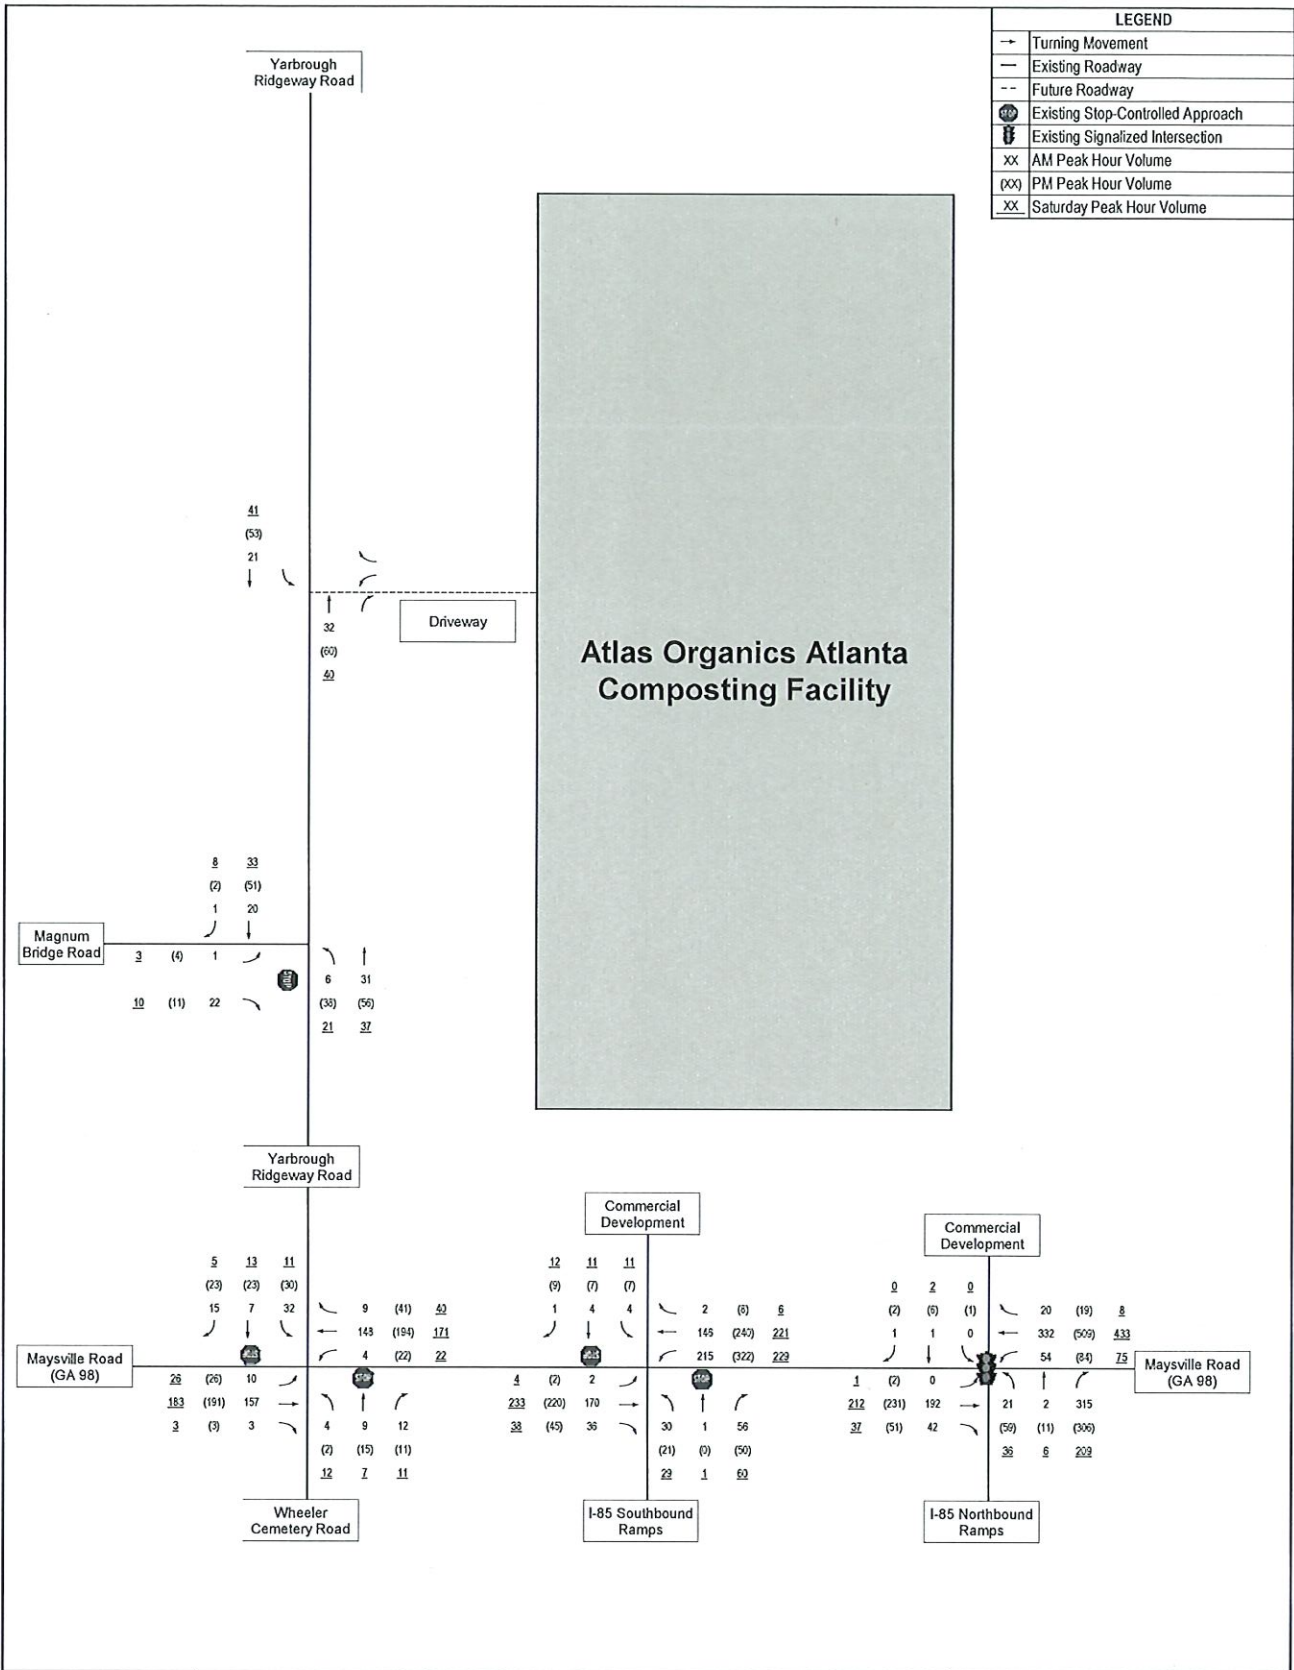 LEGEND
→ Turning Movement
— Existing Roadway
-- Future Roadway
STOP Existing Stop-Controlled Approach
Existing Signalized Intersection
XX AM Peak Hour Volume
(XX) PM Peak Hour Volume
XX Saturday Peak Hour Volume
Yarbrough
Ridgeway Road
41
(53)
21
Driveway
32
(60)
40
Atlas Organics Atlanta
Composting Facility
8 33
(2) (51)
1 20
Magnum
Bridge Road
3 (4) 1
10 (11) 22
6 31
(38) (56)
21 37
Yarbrough
Ridgeway Road
5 13 11
(23) (23) (30)
15 7 32
9 (41) 40
148 (194) 171
4 (22) 22
Maysville Road
(GA 98)
STOP
26 (26) 10
183 (191) 157
3 (3) 3
4 9 12
(2) (15) (11)
12 7 11
Wheeler
Cemetery Road
Commercial
Development
12 11 11
(9) (7) (7)
1 4 4
2 (6) 6
146 (240) 221
215 (322) 229
STOP
4 (2) 2
233 (220) 170
38 (45) 36
30 1 56
(21) (0) (50)
29 1 60
I-85 Southbound
Ramps
Commercial
Development
0 2 0
(2) (6) (1)
1 1 0
20 (19) 8
332 (509) 433
54 (84) 75
1 (2) 0
212 (231) 192
37 (51) 42
21 2 315
(59) (11) (306)
36 6 209
Maysville Road
(GA 98)
I-85 Northbound
Ramps